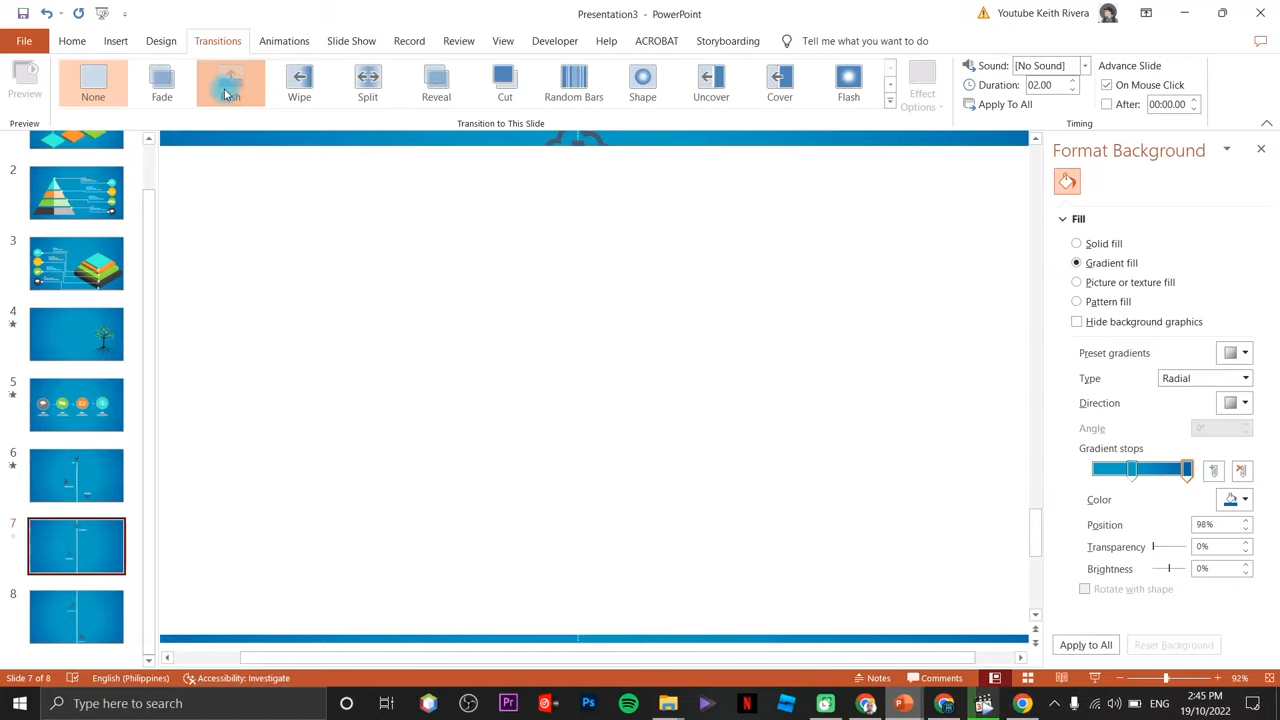 Presentation3 - PowerPoint
Youtube Keith Rivera
File Home Insert Design Transitions Animations Slide Show Record Review View Developer Help ACROBAT Storyboarding Tell me what you want to do
Preview
None
Fade
Push
Wipe
Split
Reveal
Cut
Random Bars
Shape
Uncover
Cover
Flash
Effect
Options
Sound: [No Sound]
Duration: 02.00
Apply To All
Advance Slide
On Mouse Click
After: 00:00.00
Preview
Transition to This Slide
Timing
2
3
4
5
6
7
8
Format Background
Fill
Solid fill
Gradient fill
Picture or texture fill
Pattern fill
Hide background graphics
Preset gradients
Type Radial
Direction
Angle 0°
Gradient stops
Color
Position 98%
Transparency 0%
Brightness 0%
Rotate with shape
Apply to All Reset Background
Slide 7 of 8 English (Philippines) Accessibility: Investigate Notes Comments 92%
Type here to search
ENG
2:45 PM
19/10/2022